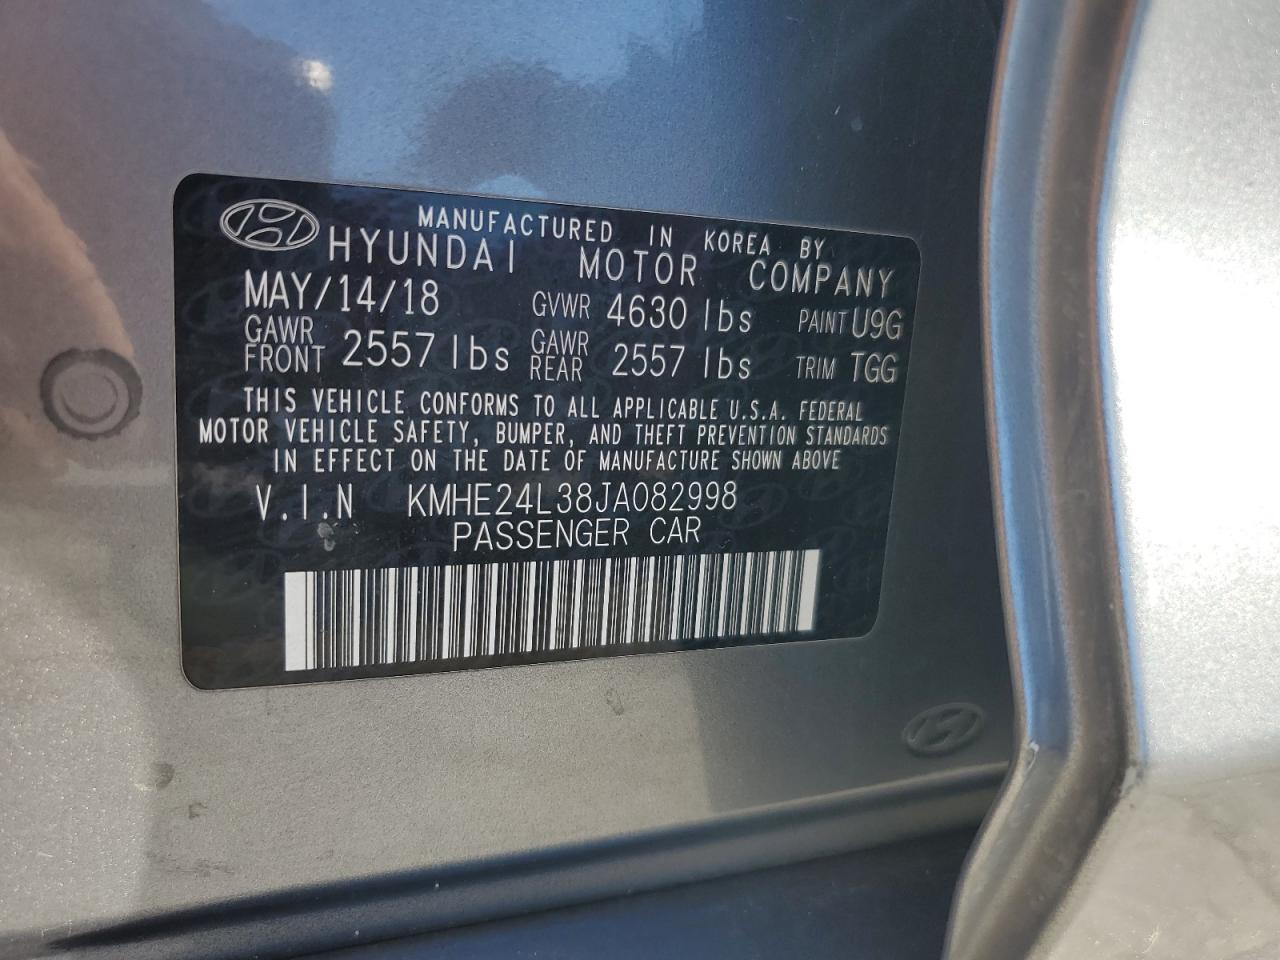 MANUFACTURED IN KOREA BY
HYUNDAI MOTOR COMPANY
MAY/14/18 GVWR 4630 lbs PAINT U9G
GAWR FRONT 2557 lbs GAWR REAR 2557 lbs TRIM TGG
THIS VEHICLE CONFORMS TO ALL APPLICABLE U.S.A. FEDERAL
MOTOR VEHICLE SAFETY, BUMPER, AND THEFT PREVENTION STANDARDS
IN EFFECT ON THE DATE OF MANUFACTURE SHOWN ABOVE
V.I.N KMHE24L38JA082998
PASSENGER CAR